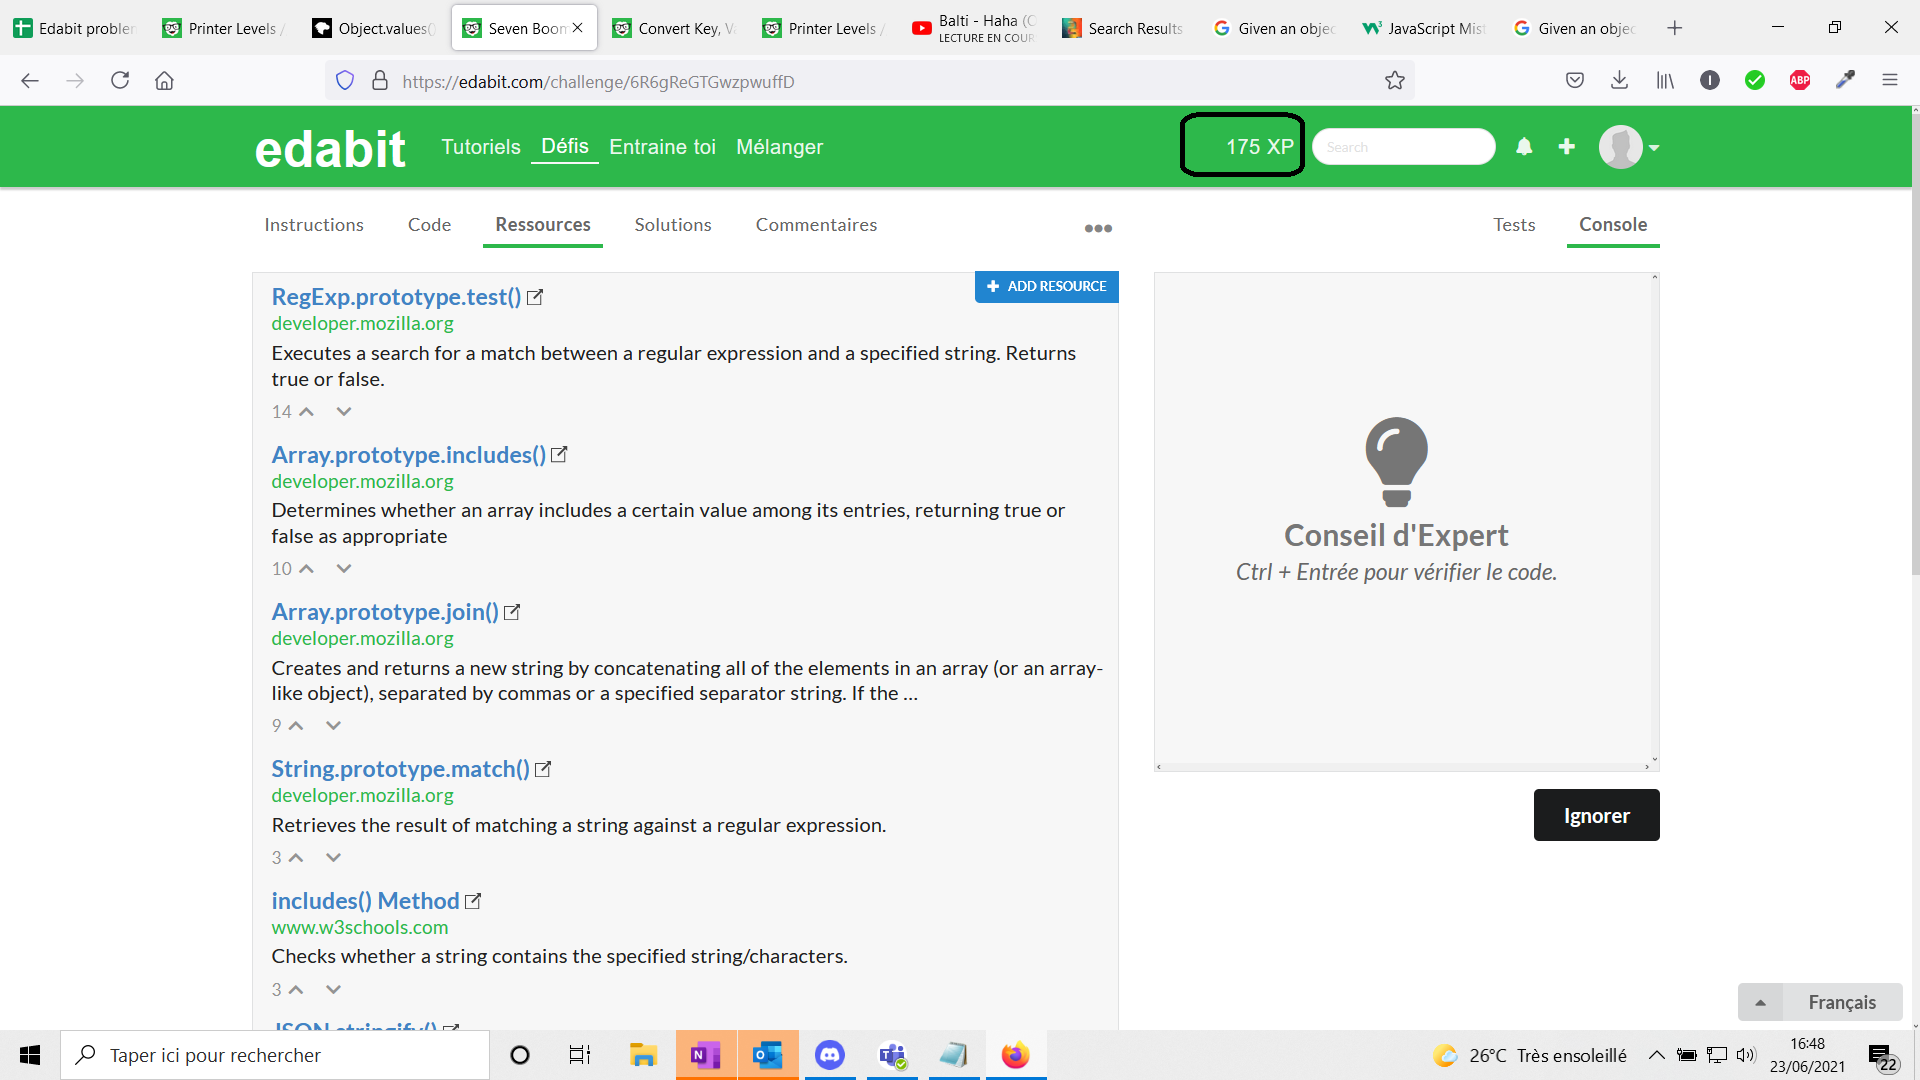 Edabit problem
Printer Levels /
Object.values()
Seven Boom
Convert Key, Va
Printer Levels /
Balti - Haha (O
LECTURE EN COUR
Search Results
Given an objec
JavaScript Mist
Given an objec
https://edabit.com/challenge/6R6gReGTGwzpwuffD
ABP
edabit
Tutoriels
Défis
Entraine toi
Mélanger
175 XP
Search
Instructions
Code
Ressources
Solutions
Commentaires
Tests
Console
ADD RESOURCE
RegExp.prototype.test()
developer.mozilla.org
Executes a search for a match between a regular expression and a specified string. Returns
true or false.
14
Array.prototype.includes()
developer.mozilla.org
Determines whether an array includes a certain value among its entries, returning true or
false as appropriate
10
Array.prototype.join()
developer.mozilla.org
Creates and returns a new string by concatenating all of the elements in an array (or an array-
like object), separated by commas or a specified separator string. If the ...
9
String.prototype.match()
developer.mozilla.org
Retrieves the result of matching a string against a regular expression.
3
includes() Method
www.w3schools.com
Checks whether a string contains the specified string/characters.
3
JSON.stringify()
Conseil d'Expert
Ctrl + Entrée pour vérifier le code.
Ignorer
Français
Taper ici pour rechercher
26°C Très ensoleillé
16:48
23/06/2021
22